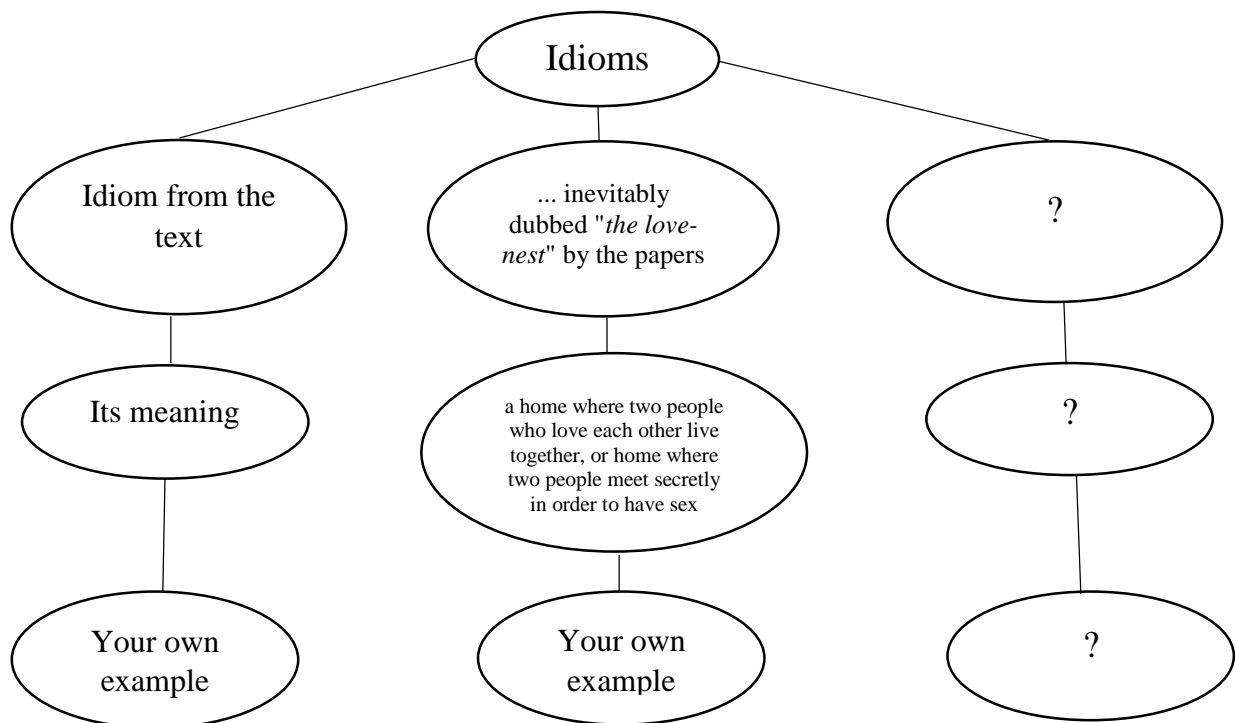 Idioms
Idiom from the
text
... inevitably
dubbed "the love-
nest" by the papers
?
Its meaning
a home where two people
who love each other live
together, or home where
two people meet secretly
in order to have sex
?
Your own
example
Your own
example
?